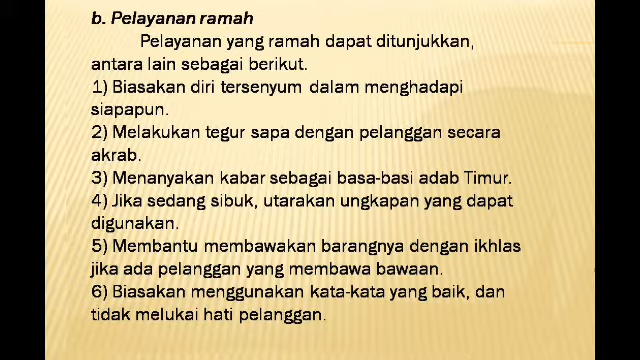 b. Pelayanan ramah
Pelayanan yang ramah dapat ditunjukkan,
antara lain sebagai berikut.
1) Biasakan diri tersenyum dalam menghadapi
siapapun.
2) Melakukan tegur sapa dengan pelanggan secara
akrab.
3) Menanyakan kabar sebagai basa-basi adab Timur.
4) Jika sedang sibuk, utarakan ungkapan yang dapat
digunakan.
5) Membantu membawakan barangnya dengan ikhlas
jika ada pelanggan yang membawa bawaan.
6) Biasakan menggunakan kata-kata yang baik, dan
tidak melukai hati pelanggan.